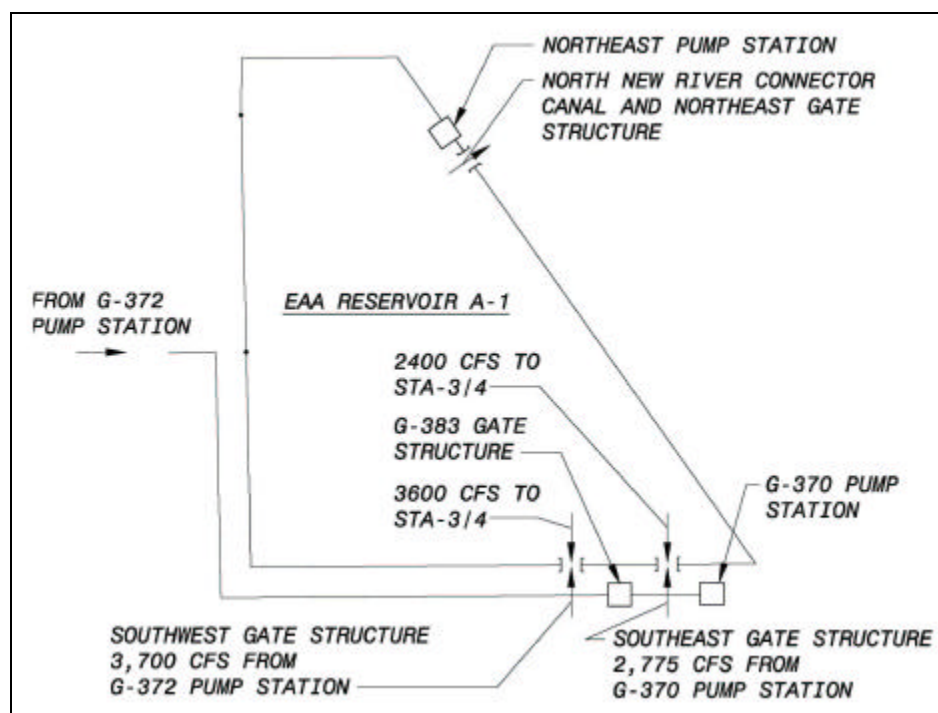 NORTHEAST PUMP STATION
NORTH NEW RIVER CONNECTOR
CANAL AND NORTHEAST GATE
STRUCTURE
FROM G-372
PUMP STATION
EAA RESERVOIR A-1
2400 CFS TO
STA-3/4
G-383 GATE
STRUCTURE
3600 CFS TO
STA-3/4
G-370 PUMP
STATION
SOUTHWEST GATE STRUCTURE
3,700 CFS FROM
G-372 PUMP STATION
SOUTHEAST GATE STRUCTURE
2,775 CFS FROM
G-370 PUMP STATION